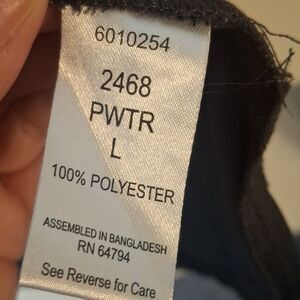 6010254
2468
PWTR
L
100% POLYESTER
ASSEMBLED IN BANGLADESH
RN 64794
See Reverse for Care